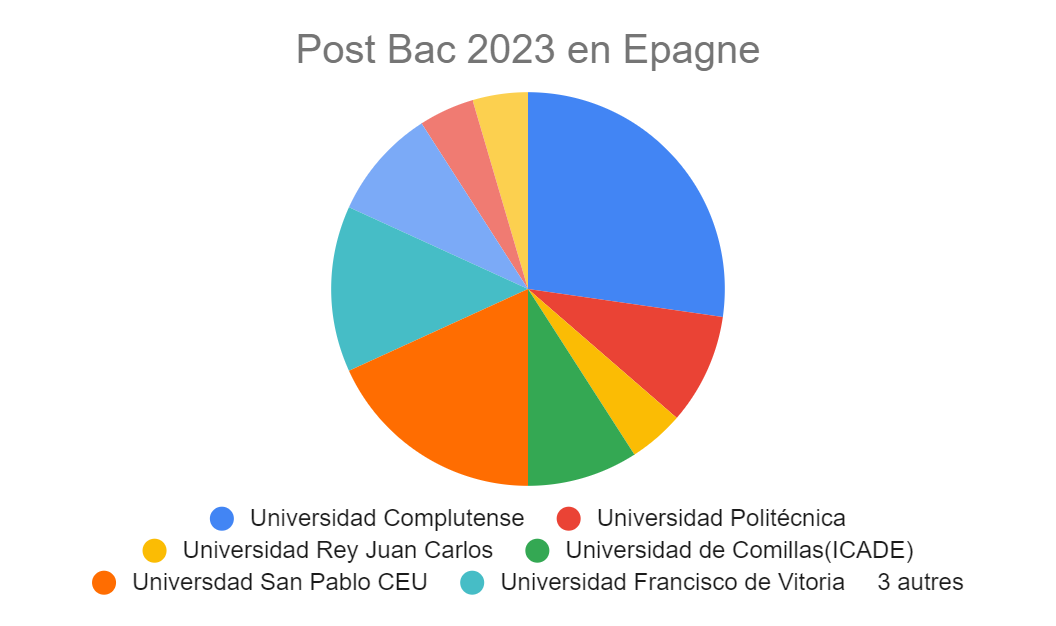 Post Bac 2023 en Epagne
Universidad Complutense Universidad Politécnica
Universidad Rey Juan Carlos Universidad de Comillas(ICADE)
Universdad San Pablo CEU Universidad Francisco de Vitoria 3 autres